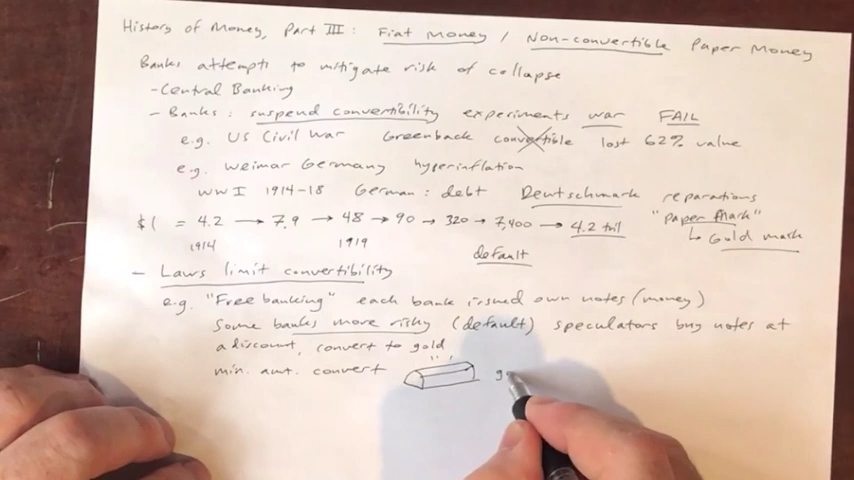 History of Money, Part III: Fiat Money / Non-convertible Paper Money
Banks attempts to mitigate risk of collapse
- Central Banking
- Banks: suspend convertibility experiments war FAIL
e.g. US Civil War Greenback convertible lost 62% value
e.g. Weimar Germany hyperinflation
WWI 1914-18 German: debt Deutschmark reparations
$1 = 4.2 → 7.9 → 48 → 90 → 320 → 7,400 → 4.2 tril "Paper Mark"
1914 1919 ↳ Gold mark
default
- Laws limit convertibility
e.g. "Free banking" each bank issued own notes (money)
Some banks more risky (default) speculators buy notes at
a discount, convert to gold
min. amt. convert